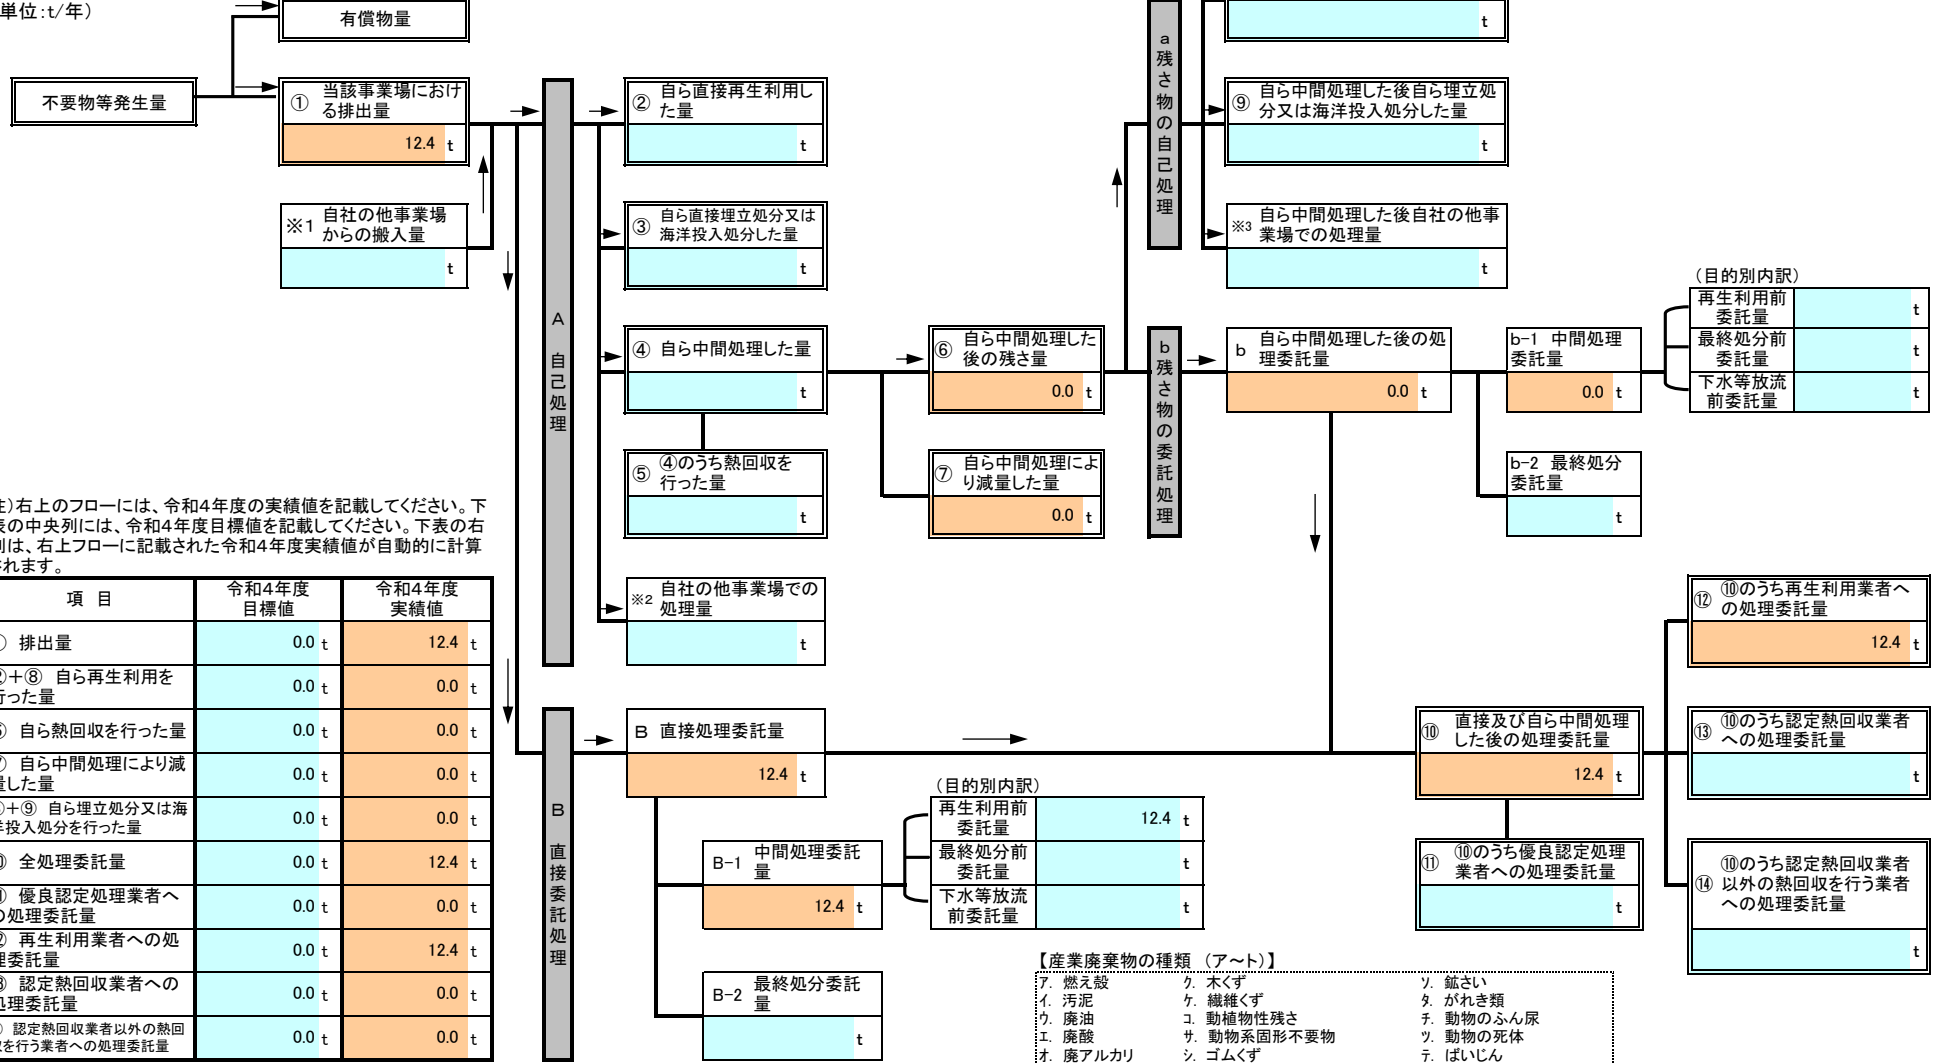 単位:t/年)
有償物量
不要物等発生量
① 当該事業場におけ
る排出量
12.4 t
※1 自社の他事業場
からの搬入量
t
A 自己処理
② 自ら直接再生利用し
た量
t
③ 自ら直接埋立処分又は
海洋投入処分した量
t
④ 自ら中間処理した量
t
⑤ ④のうち熱回収を
行った量
t
※2 自社の他事業場での
処理量
t
⑥ 自ら中間処理した
後の残さ量
0.0 t
⑦ 自ら中間処理によ
り減量した量
0.0 t
a 残さ物の自己処理
t
⑨ 自ら中間処理した後自ら埋立処
分又は海洋投入処分した量
t
※3 自ら中間処理した後自社の他事
業場での処理量
t
b 残さ物の委託処理
b 自ら中間処理した後の処
理委託量
0.0 t
b-1 中間処理
委託量
0.0 t
(目的別内訳)
再生利用前
委託量
t
最終処分前
委託量
t
下水等放流
前委託量
t
b-2 最終処分
委託量
t
)右上のフローには、令和4年度の実績値を記載してください。下
の中央列には、令和4年度目標値を記載してください。下表の右
は、右上フローに記載された令和4年度実績値が自動的に計算
れます。
項 目
令和4年度
目標値
令和4年度
実績値
排出量 0.0 t 12.4 t
+⑧ 自ら再生利用を
った量 0.0 t 0.0 t
自ら熱回収を行った量 0.0 t 0.0 t
自ら中間処理により減
した量 0.0 t 0.0 t
+⑨ 自ら埋立処分又は海
投入処分を行った量 0.0 t 0.0 t
全処理委託量 0.0 t 12.4 t
優良認定処理業者へ
の処理委託量 0.0 t 0.0 t
再生利用業者への処
理委託量 0.0 t 12.4 t
認定熱回収業者への
処理委託量 0.0 t 0.0 t
認定熱回収業者以外の熱回
収を行う業者への処理委託量 0.0 t 0.0 t
B 直接委託処理
B 直接処理委託量
12.4 t
B-1 中間処理委託
量
12.4 t
(目的別内訳)
再生利用前
委託量
12.4 t
最終処分前
委託量
t
下水等放流
前委託量
t
B-2 最終処分委託
量
t
⑩ 直接及び自ら中間処理
した後の処理委託量
12.4 t
⑪ ⑩のうち優良認定処理
業者への処理委託量
t
⑫ ⑩のうち再生利用業者へ
の処理委託量
12.4 t
⑬ ⑩のうち認定熱回収業者
への処理委託量
t
⑭ ⑩のうち認定熱回収業者
以外の熱回収を行う業者
への処理委託量
t
【産業廃棄物の種類 (ア~ト)】
ア. 燃え殻 ク. 木くず ソ. 鉱さい
イ. 汚泥 ケ. 繊維くず タ. がれき類
ウ. 廃油 コ. 動植物性残さ チ. 動物のふん尿
エ. 廃酸 サ. 動物系固形不要物 ツ. 動物の死体
オ. 廃アルカリ シ. ゴムくず テ. ばいじん